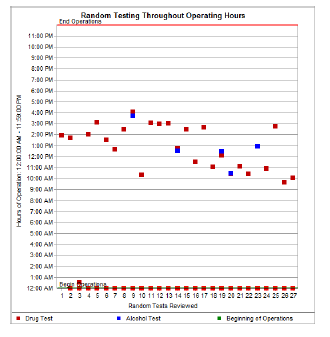 Random Testing Throughout Operating Hours
End Operations
11:00 PM
10:00 PM
9:00 PM
8:00 PM
7:00 PM
6:00 PM
5:00 PM
4:00 PM
3:00 PM
2:00 PM
1:00 PM
12:00 PM
11:00 AM
10:00 AM
9:00 AM
8:00 AM
7:00 AM
6:00 AM
5:00 AM
4:00 AM
3:00 AM
2:00 AM
1:00 AM
12:00 AM
Hours of Operation: 12:00:00 AM - 11:59:00 PM
Begin Operations
1 2 3 4 5 6 7 8 9 10 11 12 13 14 15 16 17 18 19 20 21 22 23 24 25 26 27
Random Tests Reviewed
Drug Test Alcohol Test Beginning of Operations